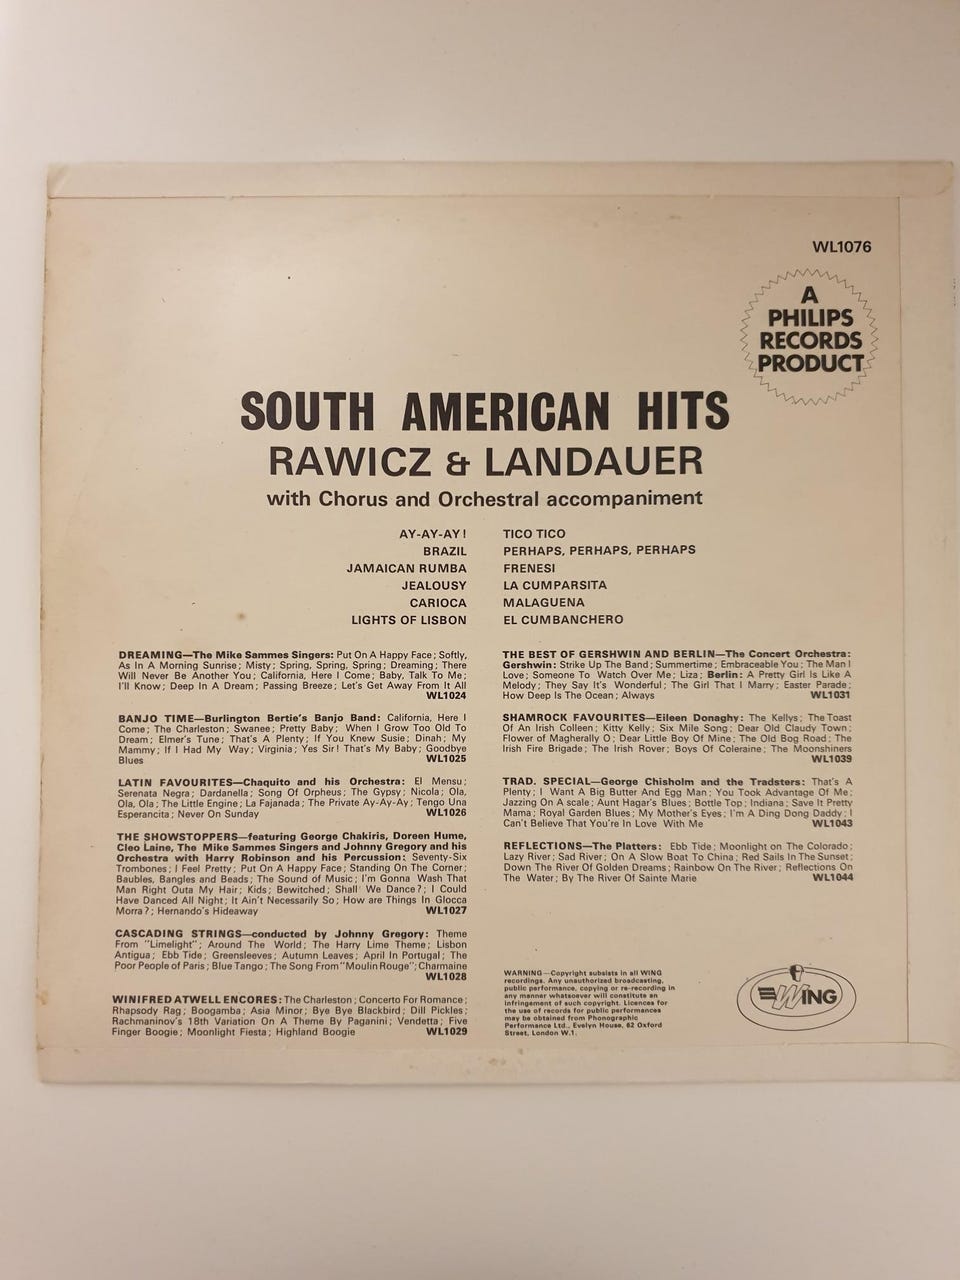 WL1076
A
PHILIPS
RECORDS
PRODUCT
SOUTH AMERICAN HITS
RAWICZ & LANDAUER
with Chorus and Orchestral accompaniment
AY-AY-AY!
BRAZIL
JAMAICAN RUMBA
JEALOUSY
CARIOCA
LIGHTS OF LISBON
TICO TICO
PERHAPS, PERHAPS, PERHAPS
FRENESI
LA CUMPARSITA
MALAGUENA
EL CUMBANCHERO
DREAMING—The Mike Sammes Singers: Put On A Happy Face; Softly,
As In A Morning Sunrise; Misty; Spring, Spring, Spring; Dreaming; There
Will Never Be Another You; California, Here I Come; Baby, Talk To Me;
I'll Know; Deep In A Dream; Passing Breeze; Let's Get Away From It All
WL1024
BANJO TIME—Burlington Bertie's Banjo Band: California, Here I
Come; The Charleston; Swanee; Pretty Baby; When I Grow Too Old To
Dream; Elmer's Tune; That's A Plenty; If You Knew Susie; Dinah; My
Mammy; If I Had My Way; Virginia; Yes Sir! That's My Baby; Goodbye
Blues WL1025
LATIN FAVOURITES—Chaquito and his Orchestra: El Mensu;
Serenata Negra; Dardanella; Song Of Orpheus; The Gypsy; Nicola; Ola,
Ola, Ola; The Little Engine; La Fajanada; The Private Ay-Ay-Ay; Tengo Una
Esperancita; Never On Sunday WL1026
THE SHOWSTOPPERS—featuring George Chakiris, Doreen Hume,
Cleo Laine, The Mike Sammes Singers and Johnny Gregory and his
Orchestra with Harry Robinson and his Percussion: Seventy-Six
Trombones; I Feel Pretty; Put On A Happy Face; Standing On The Corner;
Baubles, Bangles and Beads; The Sound of Music; I'm Gonna Wash That
Man Right Outa My Hair; Kids; Bewitched; Shall We Dance?; I Could
Have Danced All Night; It Ain't Necessarily So; How are Things In Glocca
Morra?; Hernando's Hideaway WL1027
CASCADING STRINGS—conducted by Johnny Gregory: Theme
From "Limelight"; Around The World; The Harry Lime Theme; Lisbon
Antigua; Ebb Tide; Greensleeves; Autumn Leaves; April In Portugal; The
Poor People of Paris; Blue Tango; The Song From "Moulin Rouge"; Charmaine
WL1028
WINIFRED ATWELL ENCORES: The Charleston; Concerto For Romance;
Rhapsody Rag; Boogamba; Asia Minor; Bye Bye Blackbird; Dill Pickles;
Rachmaninov's 18th Variation On A Theme By Paganini; Vendetta; Five
Finger Boogie; Moonlight Fiesta; Highland Boogie WL1029
THE BEST OF GERSHWIN AND BERLIN—The Concert Orchestra:
Gershwin: Strike Up The Band; Summertime; Embraceable You; The Man I
Love; Someone To Watch Over Me; Liza; Berlin: A Pretty Girl Is Like A
Melody; They Say It's Wonderful; The Girl That I Marry; Easter Parade;
How Deep Is The Ocean; Always WL1031
SHAMROCK FAVOURITES—Eileen Donaghy: The Kellys; The Toast
Of An Irish Colleen; Kitty Kelly; Six Mile Song; Dear Old Claudy Town;
Flower of Magherally O; Dear Little Boy Of Mine; The Old Bog Road; The
Irish Fire Brigade; The Irish Rover; Boys Of Coleraine; The Moonshiners
WL1039
TRAD. SPECIAL—George Chisholm and the Tradsters: That's A
Plenty; I Want A Big Butter And Egg Man; You Took Advantage Of Me;
Jazzing On A scale; Aunt Hagar's Blues; Bottle Top; Indiana; Save It Pretty
Mama; Royal Garden Blues; My Mother's Eyes; I'm A Ding Dong Daddy; I
Can't Believe That You're In Love With Me WL1043
REFLECTIONS—The Platters: Ebb Tide; Moonlight on The Colorado;
Lazy River; Sad River; On A Slow Boat To China; Red Sails In The Sunset;
Down The River Of Golden Dreams; Rainbow On The River; Reflections On
The Water; By The River Of Sainte Marie WL1044
WARNING—Copyright subsists in all WING
recordings. Any unauthorized broadcasting,
public performance, copying or re-recording in
any manner whatsoever will constitute an
infringement of such copyright. Licences for
the use of records for public performances
may be obtained from Phonographic
Performance Ltd., Evelyn House, 62 Oxford
Street, London W.1.
WING